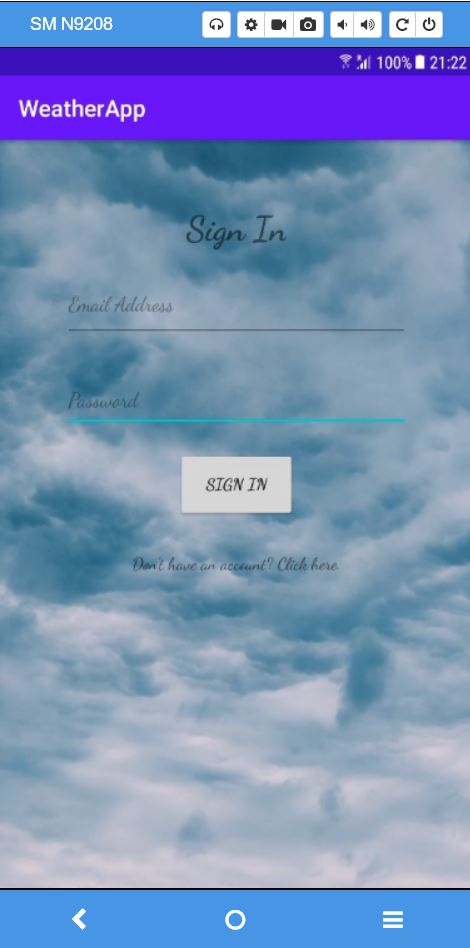 SM N9208
100% 21:22
WeatherApp
Sign In
Email Address
Password
SIGN IN
Don't have an account? Click here.